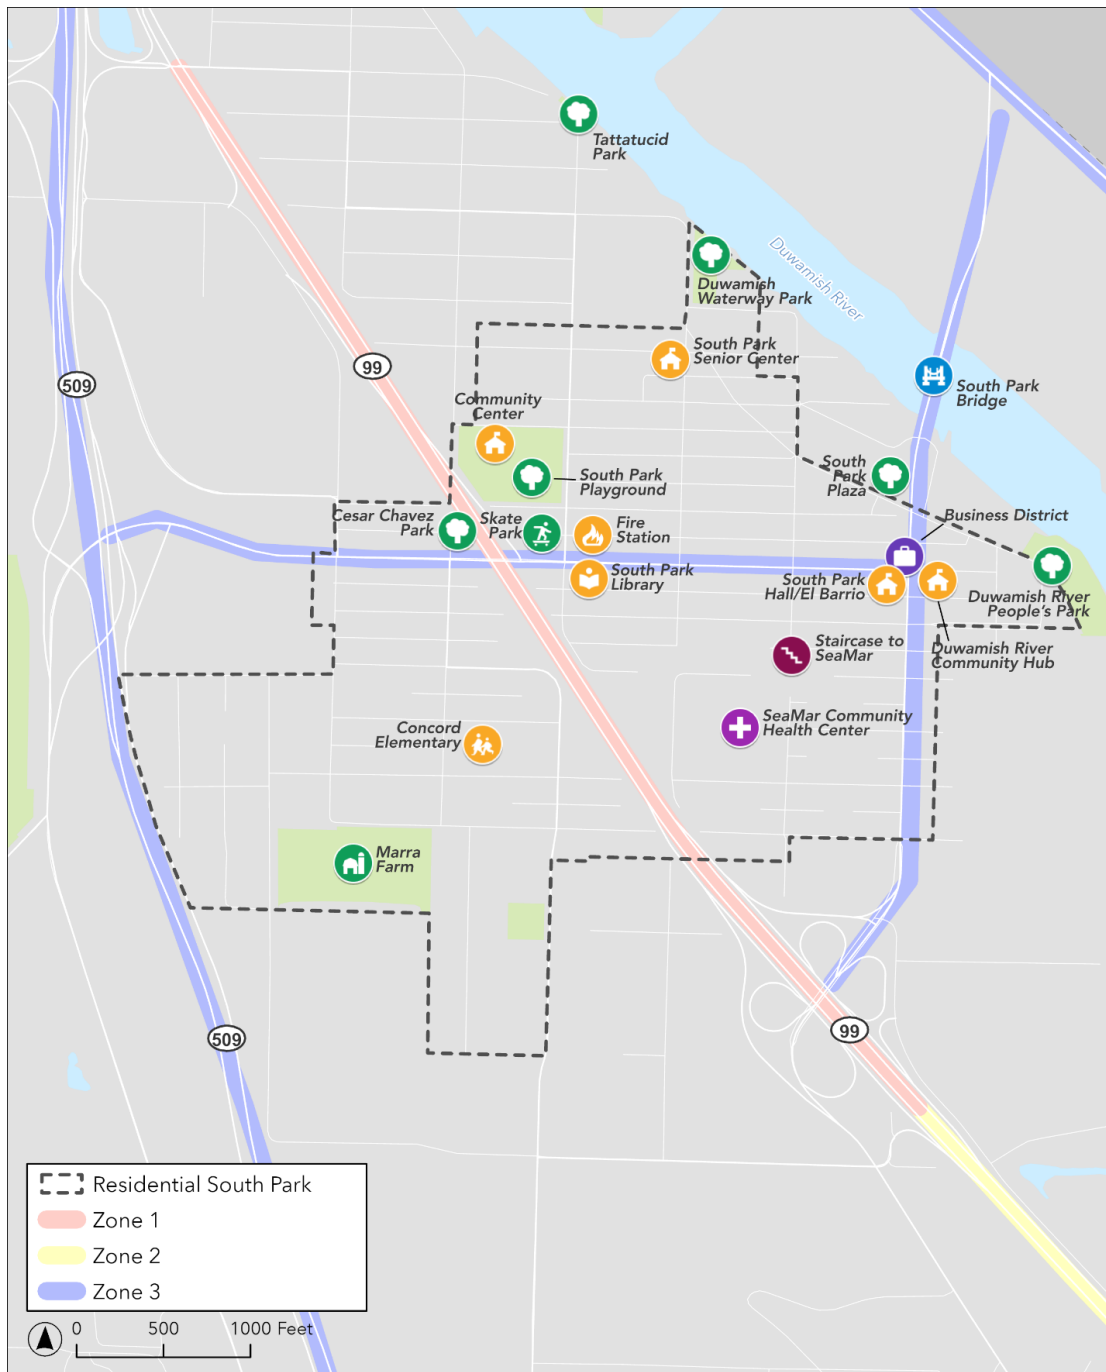 Tattatucid
Park
Duwamish River
Duwamish
Waterway Park
99
509
South Park
Senior Center
South Park
Bridge
Community
Center
South Park
Playground
South
Park
Plaza
Business District
Cesar Chavez
Park
Skate
Park
Fire
Station
South Park
Library
South Park
Hall/El Barrio
Duwamish River
People's Park
Duwamish River
Community Hub
Staircase to
SeaMar
SeaMar Community
Health Center
Concord
Elementary
Marra
Farm
99
509
Residential South Park
Zone 1
Zone 2
Zone 3
0 500 1000 Feet